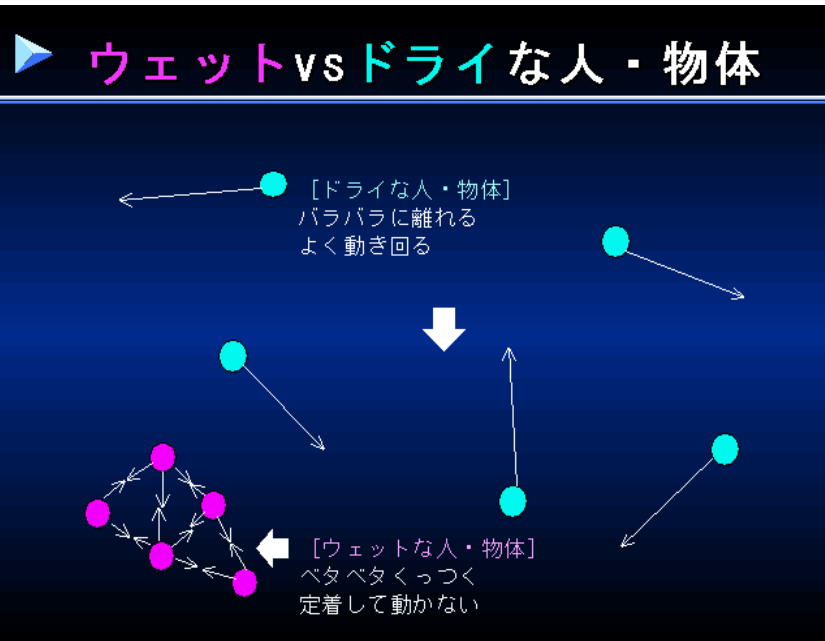 ウェットvsドライな人・物体
[ドライな人・物体]
バラバラに離れる
よく動き回る
[ウェットな人・物体]
ベタベタくっつく
定着して動かない